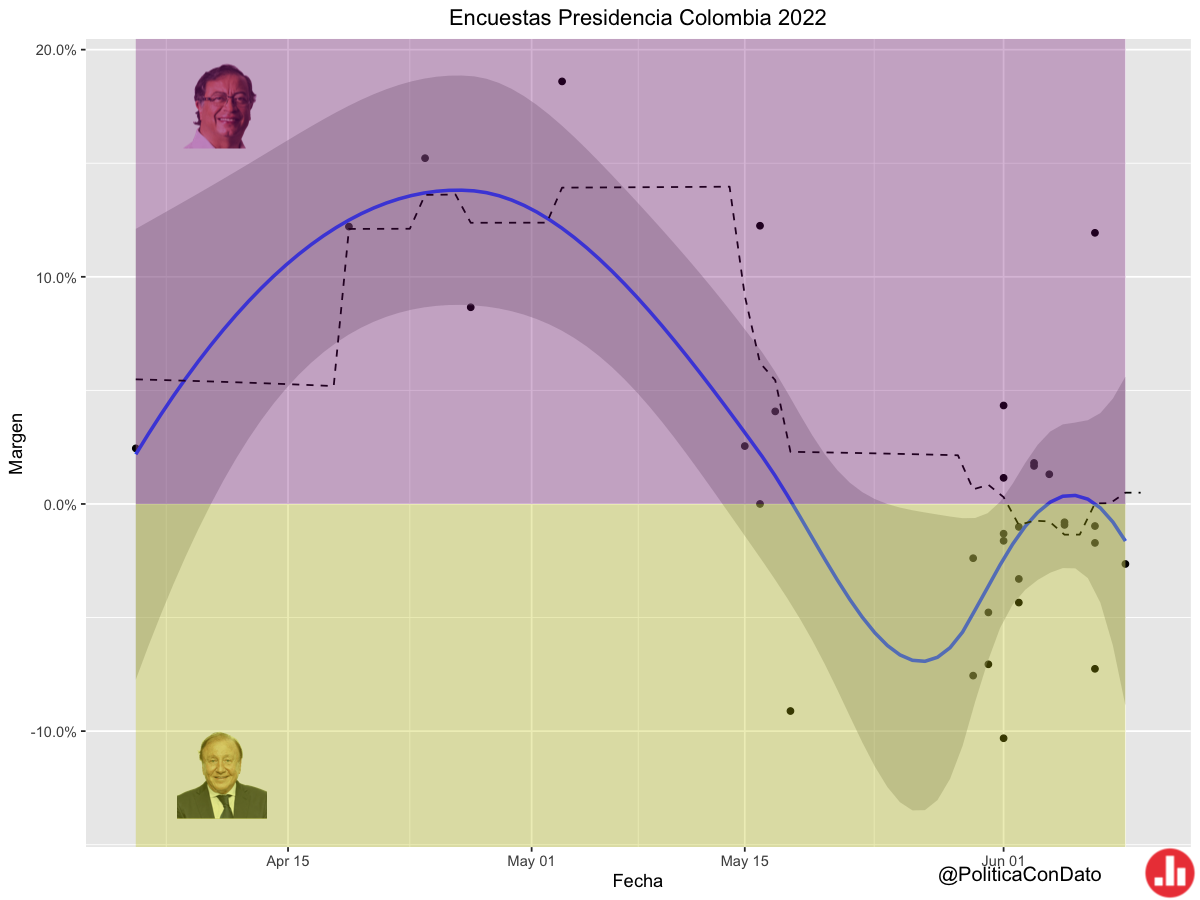 Encuestas Presidencia Colombia 2022
20.0%
10.0%
0.0%
-10.0%
Margen
Apr 15
May 01
May 15
Jun 01
Fecha
@PoliticaConDato